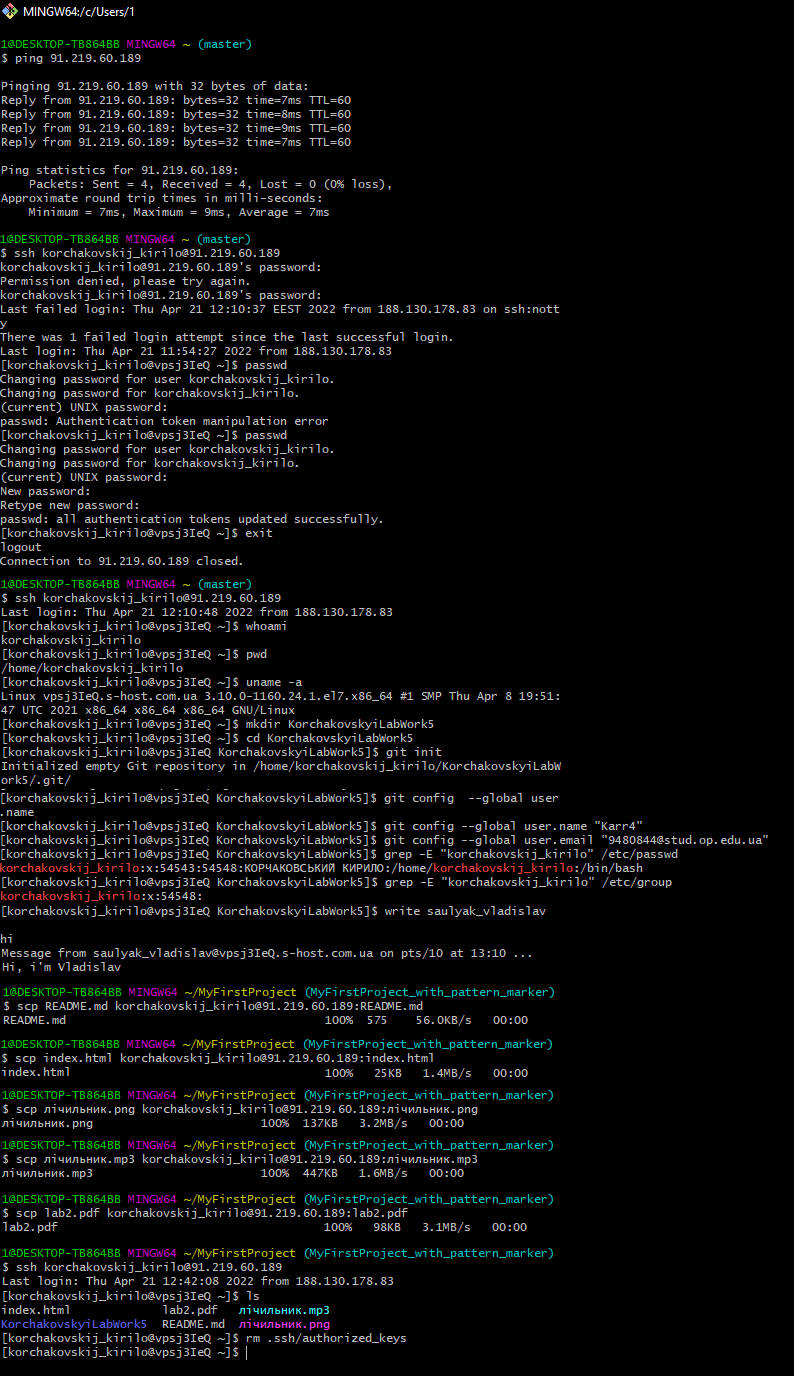 MINGW64:/c/Users/1
1@DESKTOP-TB864BB MINGW64 ~ (master)
$ ping 91.219.60.189
Pinging 91.219.60.189 with 32 bytes of data:
Reply from 91.219.60.189: bytes=32 time=7ms TTL=60
Reply from 91.219.60.189: bytes=32 time=8ms TTL=60
Reply from 91.219.60.189: bytes=32 time=9ms TTL=60
Reply from 91.219.60.189: bytes=32 time=7ms TTL=60
Ping statistics for 91.219.60.189:
    Packets: Sent = 4, Received = 4, Lost = 0 (0% loss),
Approximate round trip times in milli-seconds:
    Minimum = 7ms, Maximum = 9ms, Average = 7ms
1@DESKTOP-TB864BB MINGW64 ~ (master)
$ ssh korchakovskij_kirilo@91.219.60.189
korchakovskij_kirilo@91.219.60.189's password:
Permission denied, please try again.
korchakovskij_kirilo@91.219.60.189's password:
Last failed login: Thu Apr 21 12:10:37 EEST 2022 from 188.130.178.83 on ssh:nott
y
There was 1 failed login attempt since the last successful login.
Last login: Thu Apr 21 11:54:27 2022 from 188.130.178.83
[korchakovskij_kirilo@vpsj3IeQ ~]$ passwd
Changing password for user korchakovskij_kirilo.
Changing password for korchakovskij_kirilo.
(current) UNIX password:
passwd: Authentication token manipulation error
[korchakovskij_kirilo@vpsj3IeQ ~]$ passwd
Changing password for user korchakovskij_kirilo.
Changing password for korchakovskij_kirilo.
(current) UNIX password:
New password:
Retype new password:
passwd: all authentication tokens updated successfully.
[korchakovskij_kirilo@vpsj3IeQ ~]$ exit
logout
Connection to 91.219.60.189 closed.
1@DESKTOP-TB864BB MINGW64 ~ (master)
$ ssh korchakovskij_kirilo@91.219.60.189
Last login: Thu Apr 21 12:10:48 2022 from 188.130.178.83
[korchakovskij_kirilo@vpsj3IeQ ~]$ whoami
korchakovskij_kirilo
[korchakovskij_kirilo@vpsj3IeQ ~]$ pwd
/home/korchakovskij_kirilo
[korchakovskij_kirilo@vpsj3IeQ ~]$ uname -a
Linux vpsj3IeQ.s-host.com.ua 3.10.0-1160.24.1.el7.x86_64 #1 SMP Thu Apr 8 19:51:
47 UTC 2021 x86_64 x86_64 x86_64 GNU/Linux
[korchakovskij_kirilo@vpsj3IeQ ~]$ mkdir KorchakovskyiLabWork5
[korchakovskij_kirilo@vpsj3IeQ ~]$ cd KorchakovskyiLabWork5
[korchakovskij_kirilo@vpsj3IeQ KorchakovskyiLabWork5]$ git init
Initialized empty Git repository in /home/korchakovskij_kirilo/KorchakovskyiLabW
ork5/.git/
[korchakovskij_kirilo@vpsj3IeQ KorchakovskyiLabWork5]$ git config  --global user
.name
[korchakovskij_kirilo@vpsj3IeQ KorchakovskyiLabWork5]$ git config --global user.name "Karr4"
[korchakovskij_kirilo@vpsj3IeQ KorchakovskyiLabWork5]$ git config --global user.email "9480844@stud.op.edu.ua"
[korchakovskij_kirilo@vpsj3IeQ KorchakovskyiLabWork5]$ grep -E "korchakovskij_kirilo" /etc/passwd
korchakovskij_kirilo:x:54543:54548:КОРЧАКОВСЬКИЙ КИРИЛО:/home/korchakovskij_kirilo:/bin/bash
[korchakovskij_kirilo@vpsj3IeQ KorchakovskyiLabWork5]$ grep -E "korchakovskij_kirilo" /etc/group
korchakovskij_kirilo:x:54548:
[korchakovskij_kirilo@vpsj3IeQ KorchakovskyiLabWork5]$ write saulyak_vladislav
hi
Message from saulyak_vladislav@vpsj3IeQ.s-host.com.ua on pts/10 at 13:10 ...
Hi, i'm Vladislav
1@DESKTOP-TB864BB MINGW64 ~/MyFirstProject (MyFirstProject_with_pattern_marker)
$ scp README.md korchakovskij_kirilo@91.219.60.189:README.md
README.md 100% 575 56.0KB/s 00:00
1@DESKTOP-TB864BB MINGW64 ~/MyFirstProject (MyFirstProject_with_pattern_marker)
$ scp index.html korchakovskij_kirilo@91.219.60.189:index.html
index.html 100% 25KB 1.4MB/s 00:00
1@DESKTOP-TB864BB MINGW64 ~/MyFirstProject (MyFirstProject_with_pattern_marker)
$ scp лічильник.png korchakovskij_kirilo@91.219.60.189:лічильник.png
лічильник.png 100% 137KB 3.2MB/s 00:00
1@DESKTOP-TB864BB MINGW64 ~/MyFirstProject (MyFirstProject_with_pattern_marker)
$ scp лічильник.mp3 korchakovskij_kirilo@91.219.60.189:лічильник.mp3
лічильник.mp3 100% 447KB 1.6MB/s 00:00
1@DESKTOP-TB864BB MINGW64 ~/MyFirstProject (MyFirstProject_with_pattern_marker)
$ scp lab2.pdf korchakovskij_kirilo@91.219.60.189:lab2.pdf
lab2.pdf 100% 98KB 3.1MB/s 00:00
1@DESKTOP-TB864BB MINGW64 ~/MyFirstProject (MyFirstProject_with_pattern_marker)
$ ssh korchakovskij_kirilo@91.219.60.189
Last login: Thu Apr 21 12:42:08 2022 from 188.130.178.83
[korchakovskij_kirilo@vpsj3IeQ ~]$ ls
index.html lab2.pdf лічильник.mp3
KorchakovskyiLabWork5 README.md лічильник.png
[korchakovskij_kirilo@vpsj3IeQ ~]$ rm .ssh/authorized_keys
[korchakovskij_kirilo@vpsj3IeQ ~]$